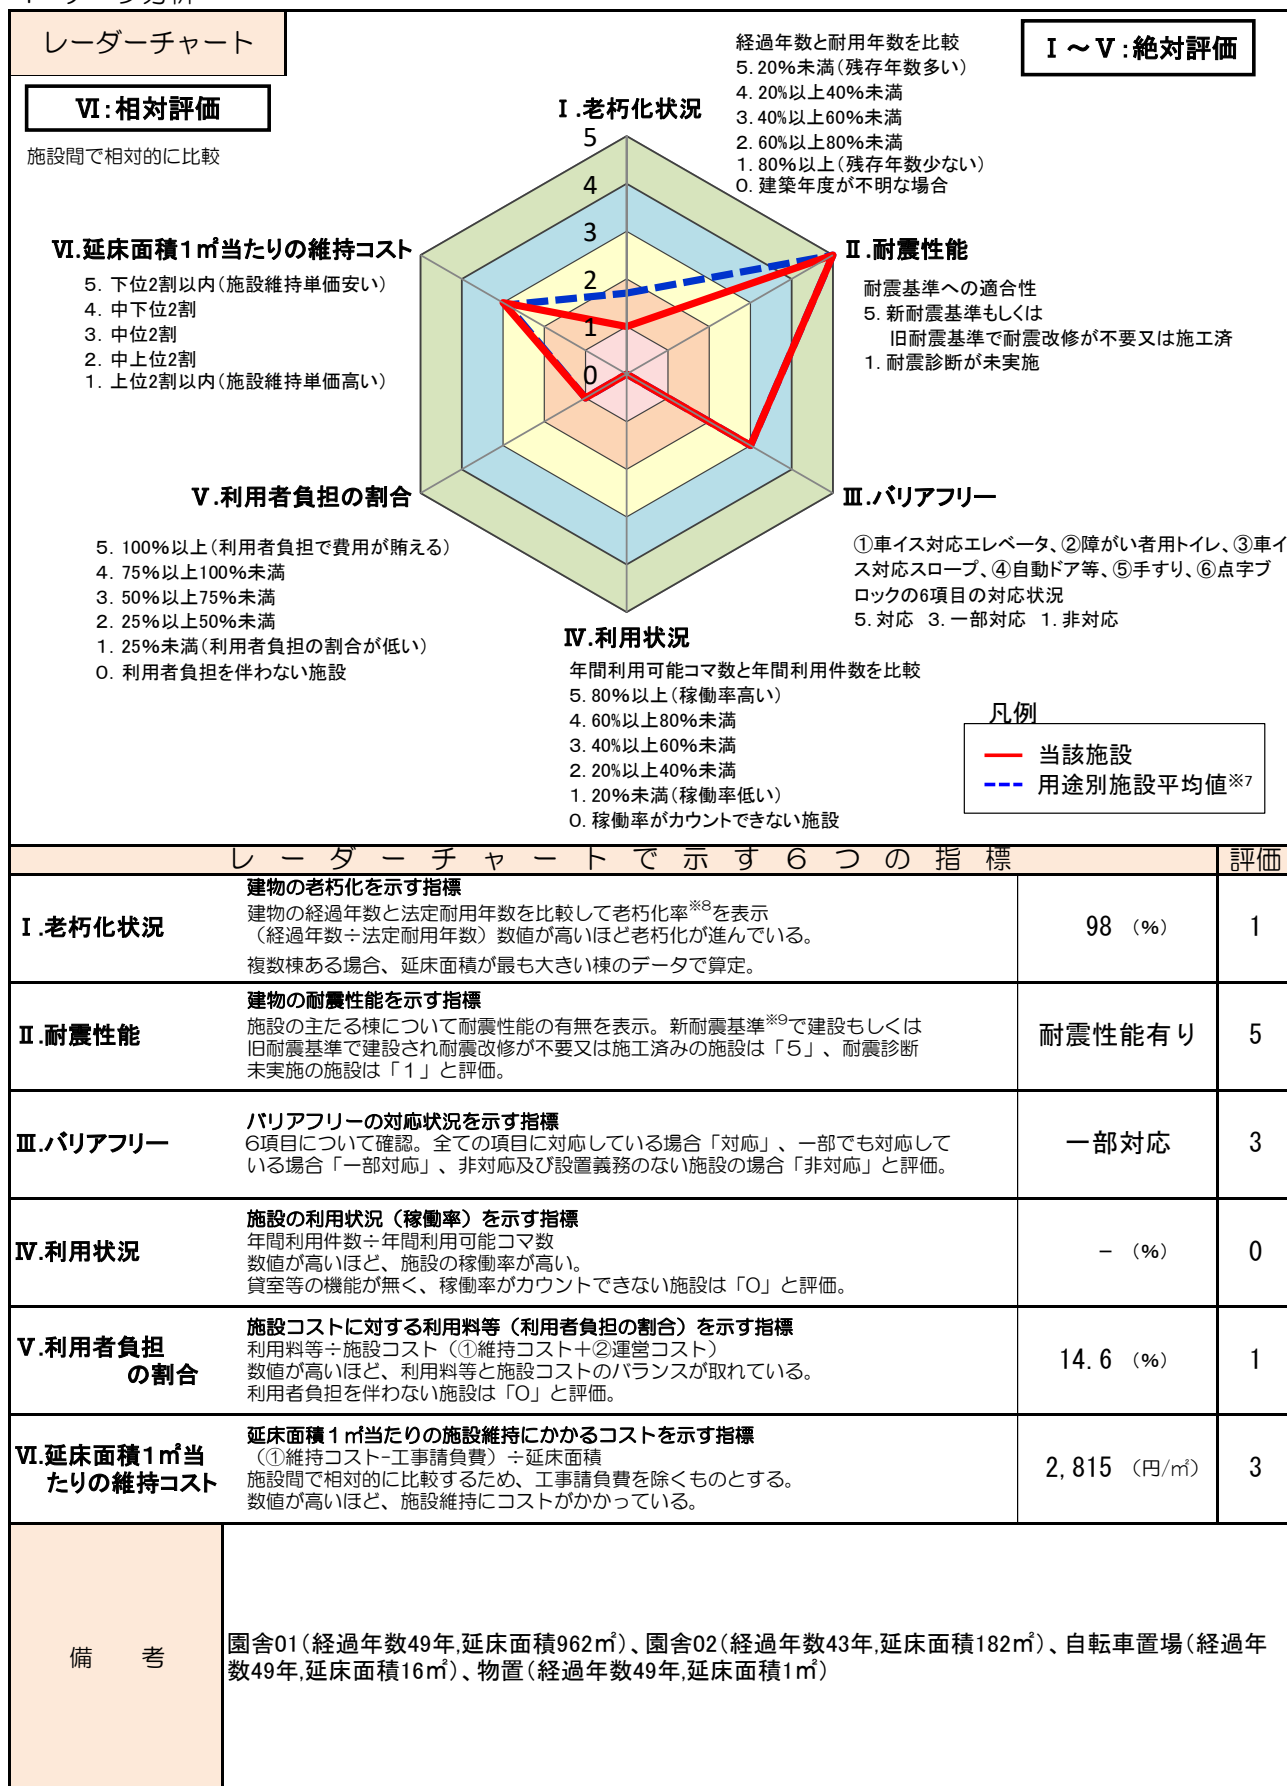 レーダーチャート
Ⅰ～Ⅴ:絶対評価
Ⅵ:相対評価
施設間で相対的に比較
Ⅰ.老朽化状況
経過年数と耐用年数を比較
5. 20%未満(残存年数多い)
4. 20%以上40%未満
3. 40%以上60%未満
2. 60%以上80%未満
1. 80%以上(残存年数少ない)
0. 建築年度が不明な場合
5
4
3
2
1
0
Ⅱ.耐震性能
耐震基準への適合性
5. 新耐震基準もしくは
旧耐震基準で耐震改修が不要又は施工済
1. 耐震診断が未実施
Ⅵ.延床面積1㎡当たりの維持コスト
5. 下位2割以内(施設維持単価安い)
4. 中下位2割
3. 中位2割
2. 中上位2割
1. 上位2割以内(施設維持単価高い)
Ⅲ.バリアフリー
①車イス対応エレベータ、②障がい者用トイレ、③車イ
ス対応スロープ、④自動ドア等、⑤手すり、⑥点字ブ
ロックの6項目の対応状況
5. 対応 3. 一部対応 1. 非対応
Ⅴ.利用者負担の割合
5. 100%以上(利用者負担で費用が賄える)
4. 75%以上100%未満
3. 50%以上75%未満
2. 25%以上50%未満
1. 25%未満(利用者負担の割合が低い)
0. 利用者負担を伴わない施設
Ⅳ.利用状況
年間利用可能コマ数と年間利用件数を比較
5. 80%以上(稼働率高い)
4. 60%以上80%未満
3. 40%以上60%未満
2. 20%以上40%未満
1. 20%未満(稼働率低い)
0. 稼働率がカウントできない施設
凡例
当該施設
用途別施設平均値※7
レーダーチャートで示す6つの指標 評価
Ⅰ.老朽化状況
建物の老朽化を示す指標
建物の経過年数と法定耐用年数を比較して老朽化率※8を表示
(経過年数÷法定耐用年数)数値が高いほど老朽化が進んでいる。
複数棟ある場合、延床面積が最も大きい棟のデータで算定。
98 (%) 1
Ⅱ.耐震性能
建物の耐震性能を示す指標
施設の主たる棟について耐震性能の有無を表示。新耐震基準※9で建設もしくは
旧耐震基準で建設され耐震改修が不要又は施工済みの施設は「5」、耐震診断
未実施の施設は「1」と評価。
耐震性能有り 5
Ⅲ.バリアフリー
バリアフリーの対応状況を示す指標
6項目について確認。全ての項目に対応している場合「対応」、一部でも対応して
いる場合「一部対応」、非対応及び設置義務のない施設の場合「非対応」と評価。
一部対応 3
Ⅳ.利用状況
施設の利用状況(稼働率)を示す指標
年間利用件数÷年間利用可能コマ数
数値が高いほど、施設の稼働率が高い。
貸室等の機能が無く、稼働率がカウントできない施設は「0」と評価。
- (%) 0
Ⅴ.利用者負担
の割合
施設コストに対する利用料等(利用者負担の割合)を示す指標
利用料等÷施設コスト(①維持コスト+②運営コスト)
数値が高いほど、利用料等と施設コストのバランスが取れている。
利用者負担を伴わない施設は「0」と評価。
14.6 (%) 1
Ⅵ.延床面積1㎡当
たりの維持コスト
延床面積1㎡当たりの施設維持にかかるコストを示す指標
(①維持コスト-工事請負費)÷延床面積
施設間で相対的に比較するため、工事請負費を除くものとする。
数値が高いほど、施設維持にコストがかかっている。
2,815 (円/㎡) 3
備 考
園舎01(経過年数49年,延床面積962㎡)、園舎02(経過年数43年,延床面積182㎡)、自転車置場(経過年
数49年,延床面積16㎡)、物置(経過年数49年,延床面積1㎡)